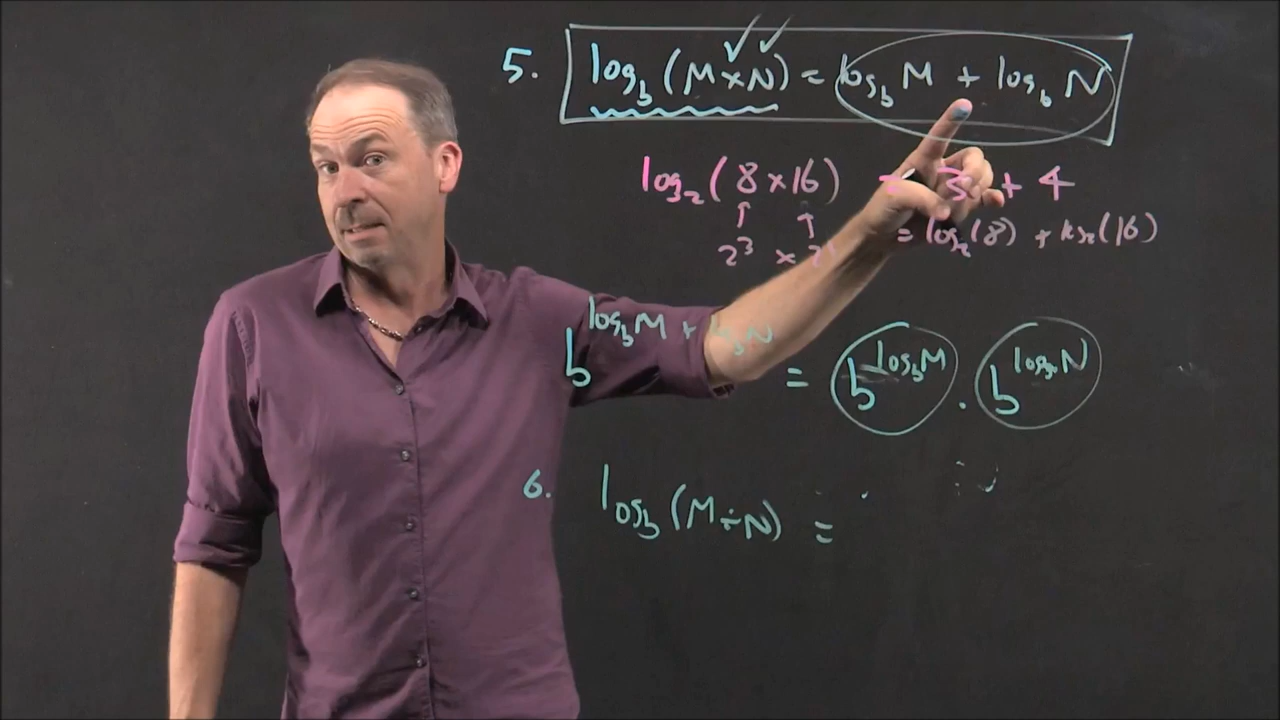 5. log_b (M × N) = log_b M + log_b N
log_2 (8 × 16) = 3 + 4
2^3 × 2 = log_2 (8) + log_2 (16)
b^(log_b M + log_b N) = b^(log_b M) · b^(log_b N)
6. log_b (M ÷ N) =